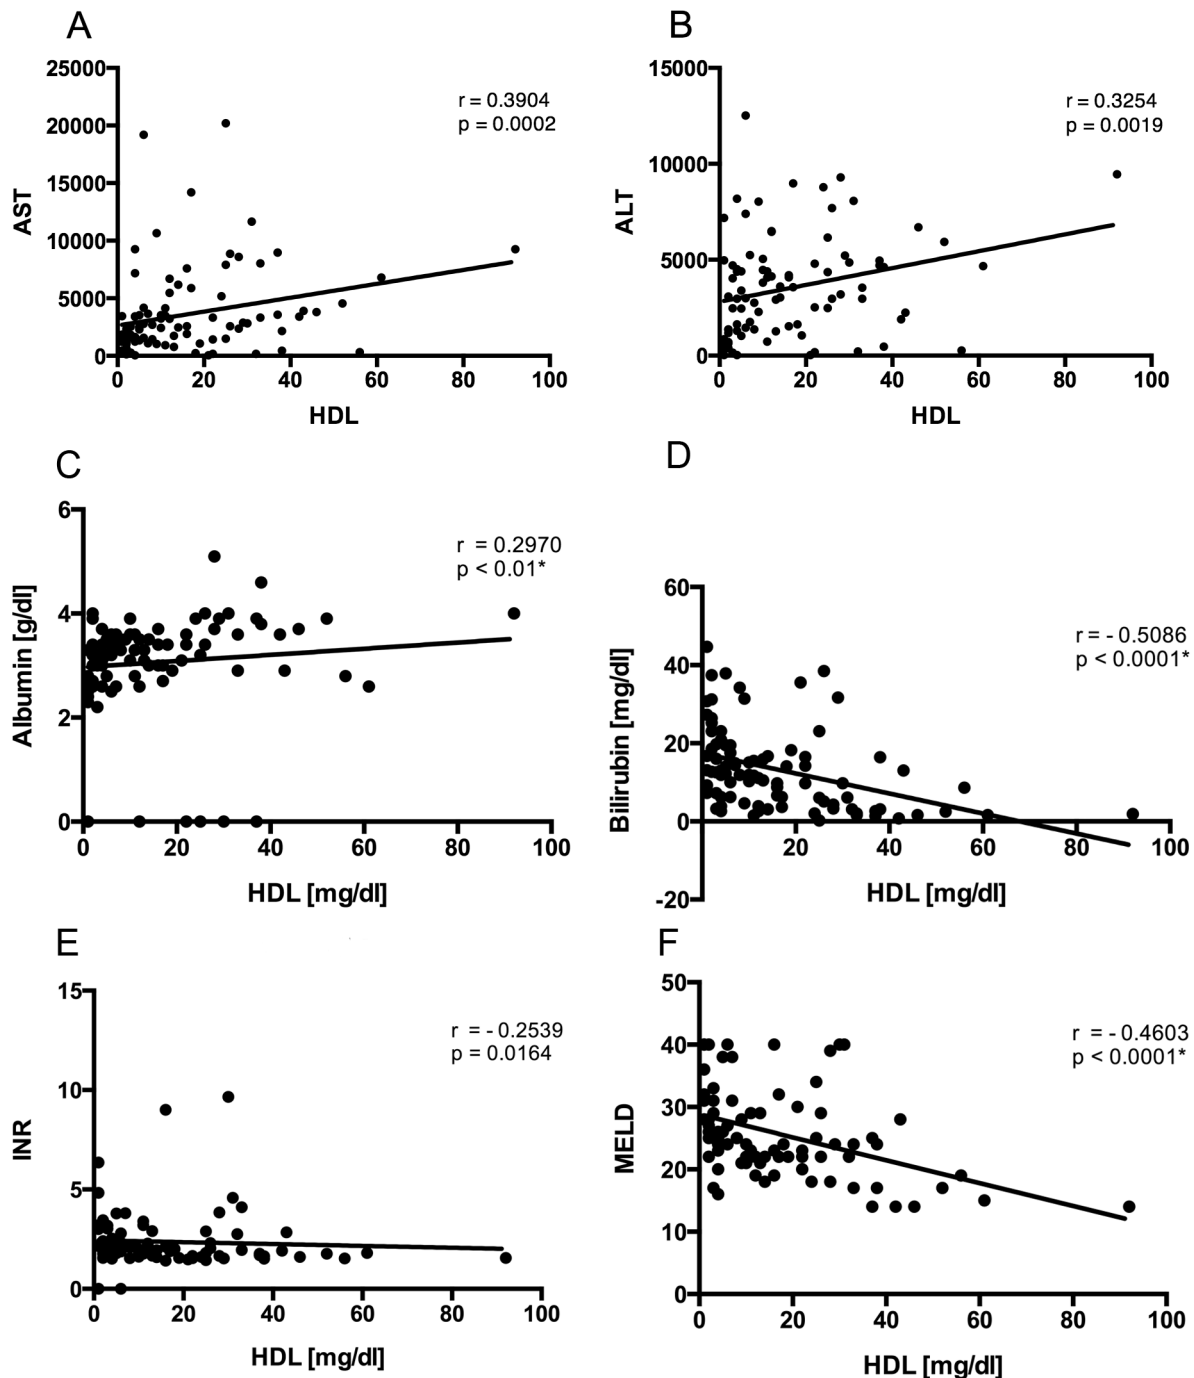 A
25000
20000
15000
10000
5000
0
AST
r = 0.3904
p = 0.0002
0 20 40 60 80 100
HDL
B
15000
10000
5000
0
ALT
r = 0.3254
p = 0.0019
0 20 40 60 80 100
HDL
C
6
4
2
0
Albumin [g/dl]
r = 0.2970
p < 0.01*
0 20 40 60 80 100
HDL [mg/dl]
D
60
40
20
0
-20
Bilirubin [mg/dl]
r = - 0.5086
p < 0.0001*
20 40 60 80 100
HDL [mg/dl]
E
15
10
5
0
INR
r = - 0.2539
p = 0.0164
0 20 40 60 80 100
HDL [mg/dl]
F
50
40
30
20
10
0
MELD
r = - 0.4603
p < 0.0001*
0 20 40 60 80 100
HDL [mg/dl]